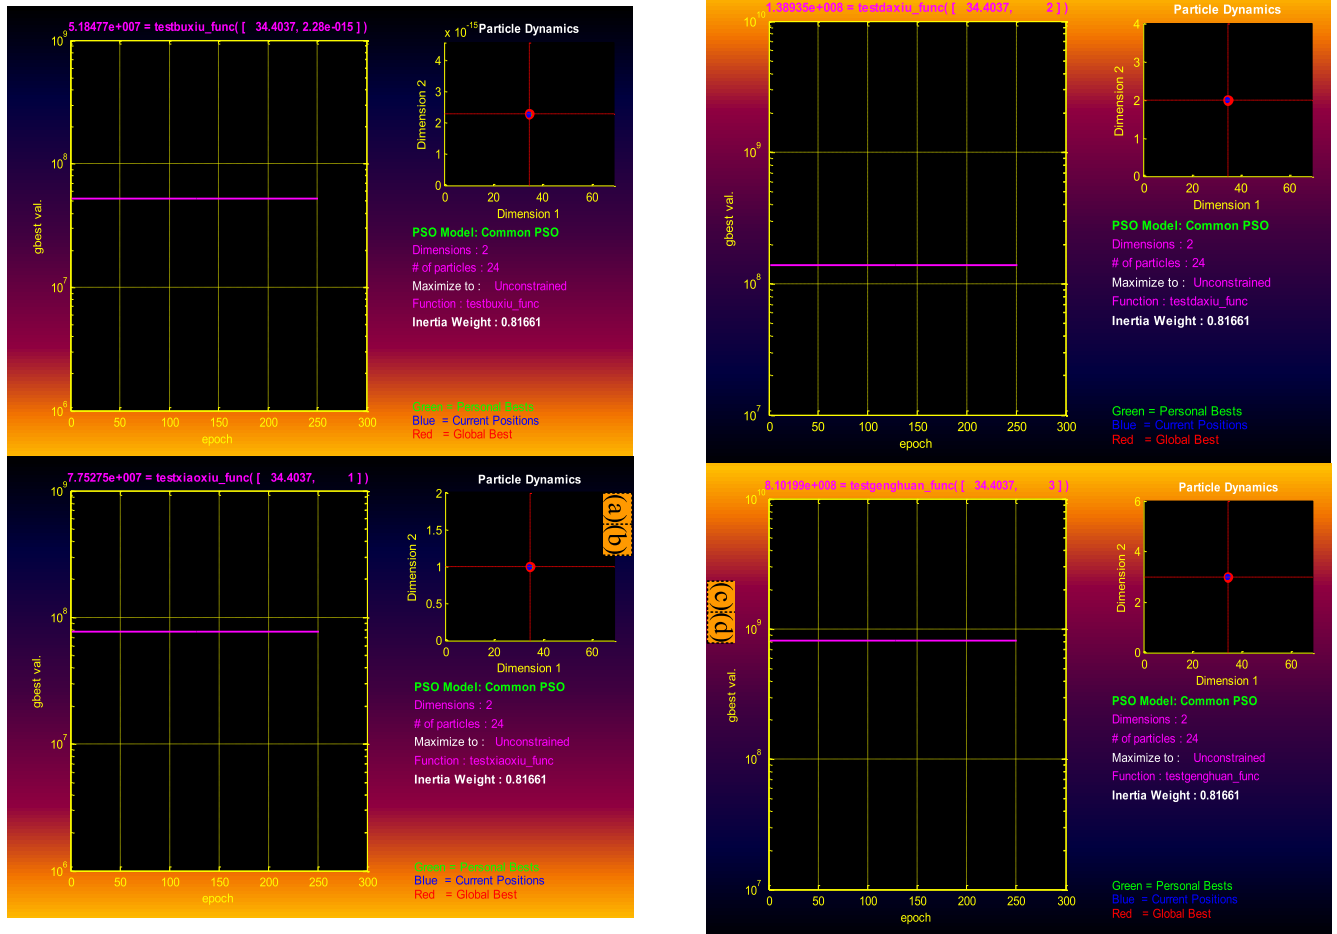 5.18477e+007 = testbuxiu_func( [ 34.4037, 2.28e-015 ] )
10^9
10^8
10^7
10^6
gbest val.
0 50 100 150 200 250 300
epoch
x 10^-15 Particle Dynamics
4
3
2
1
0
Dimension 2
0 20 40 60
Dimension 1
PSO Model: Common PSO
Dimensions : 2
# of particles : 24
Maximize to : Unconstrained
Function : testbuxiu_func
Inertia Weight : 0.81661
Green = Personal Bests
Blue = Current Positions
Red = Global Best
1.38935e+008 = testdaxiu_func( [ 34.4037, 2 ] )
10^10
10^9
10^8
10^7
gbest val.
0 50 100 150 200 250 300
epoch
Particle Dynamics
4
3
2
1
0
Dimension 2
0 20 40 60
Dimension 1
PSO Model: Common PSO
Dimensions : 2
# of particles : 24
Maximize to : Unconstrained
Function : testdaxiu_func
Inertia Weight : 0.81661
Green = Personal Bests
Blue = Current Positions
Red = Global Best
7.75275e+007 = testxiaoxiu_func( [ 34.4037, 1 ] )
10^9
10^8
10^7
10^6
gbest val.
0 50 100 150 200 250 300
epoch
Particle Dynamics
2
1.5
1
0.5
0
Dimension 2
0 20 40 60
Dimension 1
(a)(b)
PSO Model: Common PSO
Dimensions : 2
# of particles : 24
Maximize to : Unconstrained
Function : testxiaoxiu_func
Inertia Weight : 0.81661
Green = Personal Bests
Blue = Current Positions
Red = Global Best
8.10199e+008 = testgenghuan_func( [ 34.4037, 3 ] )
10^10
10^9
10^8
10^7
(c)(d)
gbest val.
0 50 100 150 200 250 300
epoch
Particle Dynamics
6
4
2
0
Dimension 2
0 20 40 60
Dimension 1
PSO Model: Common PSO
Dimensions : 2
# of particles : 24
Maximize to : Unconstrained
Function : testgenghuan_func
Inertia Weight : 0.81661
Green = Personal Bests
Blue = Current Positions
Red = Global Best